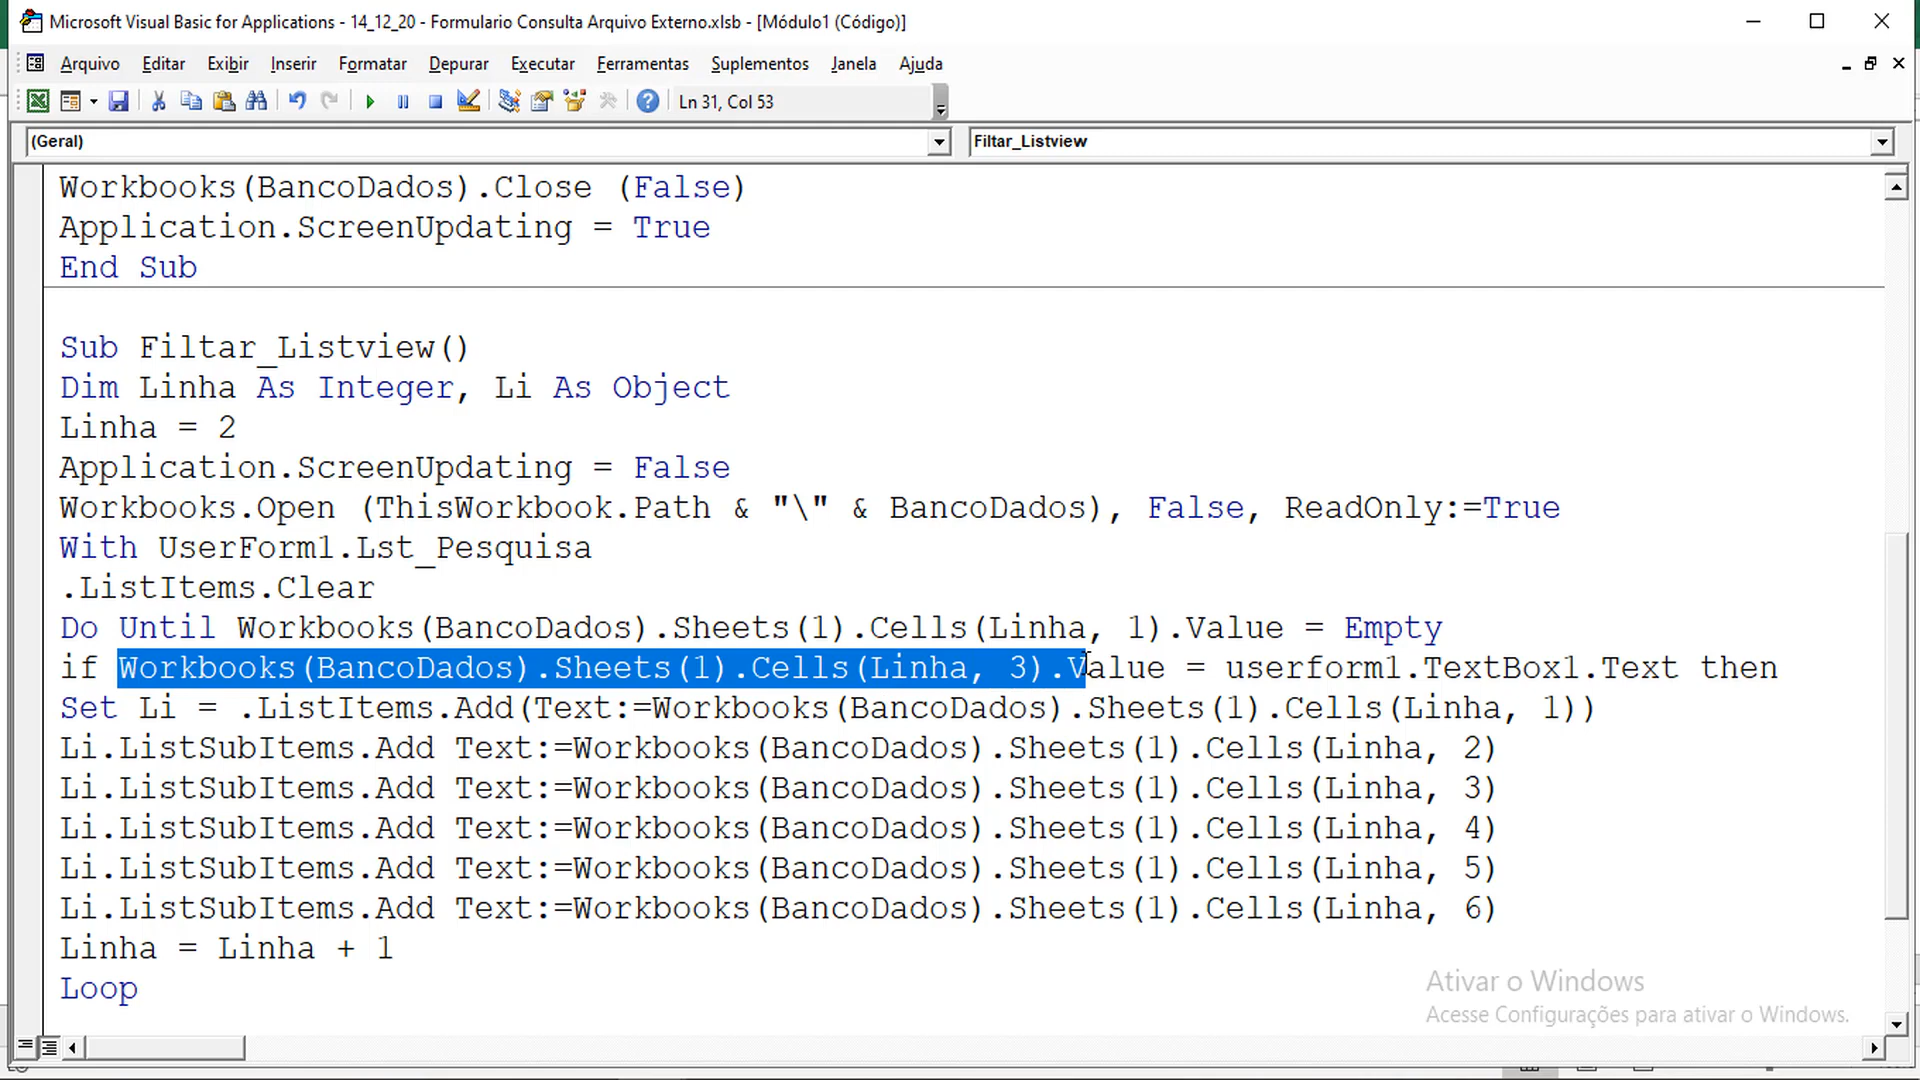 Microsoft Visual Basic for Applications - 14_12_20 - Formulario Consulta Arquivo Externo.xlsb - [Módulo1 (Código)]
Arquivo Editar Exibir Inserir Formatar Depurar Executar Ferramentas Suplementos Janela Ajuda
Ln 31, Col 53
(Geral) Filtar_Listview
Workbooks(BancoDados).Close (False)
Application.ScreenUpdating = True
End Sub
Sub Filtar_Listview()
Dim Linha As Integer, Li As Object
Linha = 2
Application.ScreenUpdating = False
Workbooks.Open (ThisWorkbook.Path & "\" & BancoDados), False, ReadOnly:=True
With UserForm1.Lst_Pesquisa
.ListItems.Clear
Do Until Workbooks(BancoDados).Sheets(1).Cells(Linha, 1).Value = Empty
if Workbooks(BancoDados).Sheets(1).Cells(Linha, 3).Value = userform1.TextBox1.Text then
Set Li = .ListItems.Add(Text:=Workbooks(BancoDados).Sheets(1).Cells(Linha, 1))
Li.ListSubItems.Add Text:=Workbooks(BancoDados).Sheets(1).Cells(Linha, 2)
Li.ListSubItems.Add Text:=Workbooks(BancoDados).Sheets(1).Cells(Linha, 3)
Li.ListSubItems.Add Text:=Workbooks(BancoDados).Sheets(1).Cells(Linha, 4)
Li.ListSubItems.Add Text:=Workbooks(BancoDados).Sheets(1).Cells(Linha, 5)
Li.ListSubItems.Add Text:=Workbooks(BancoDados).Sheets(1).Cells(Linha, 6)
Linha = Linha + 1
Loop
Ativar o Windows
Acesse Configurações para ativar o Windows.